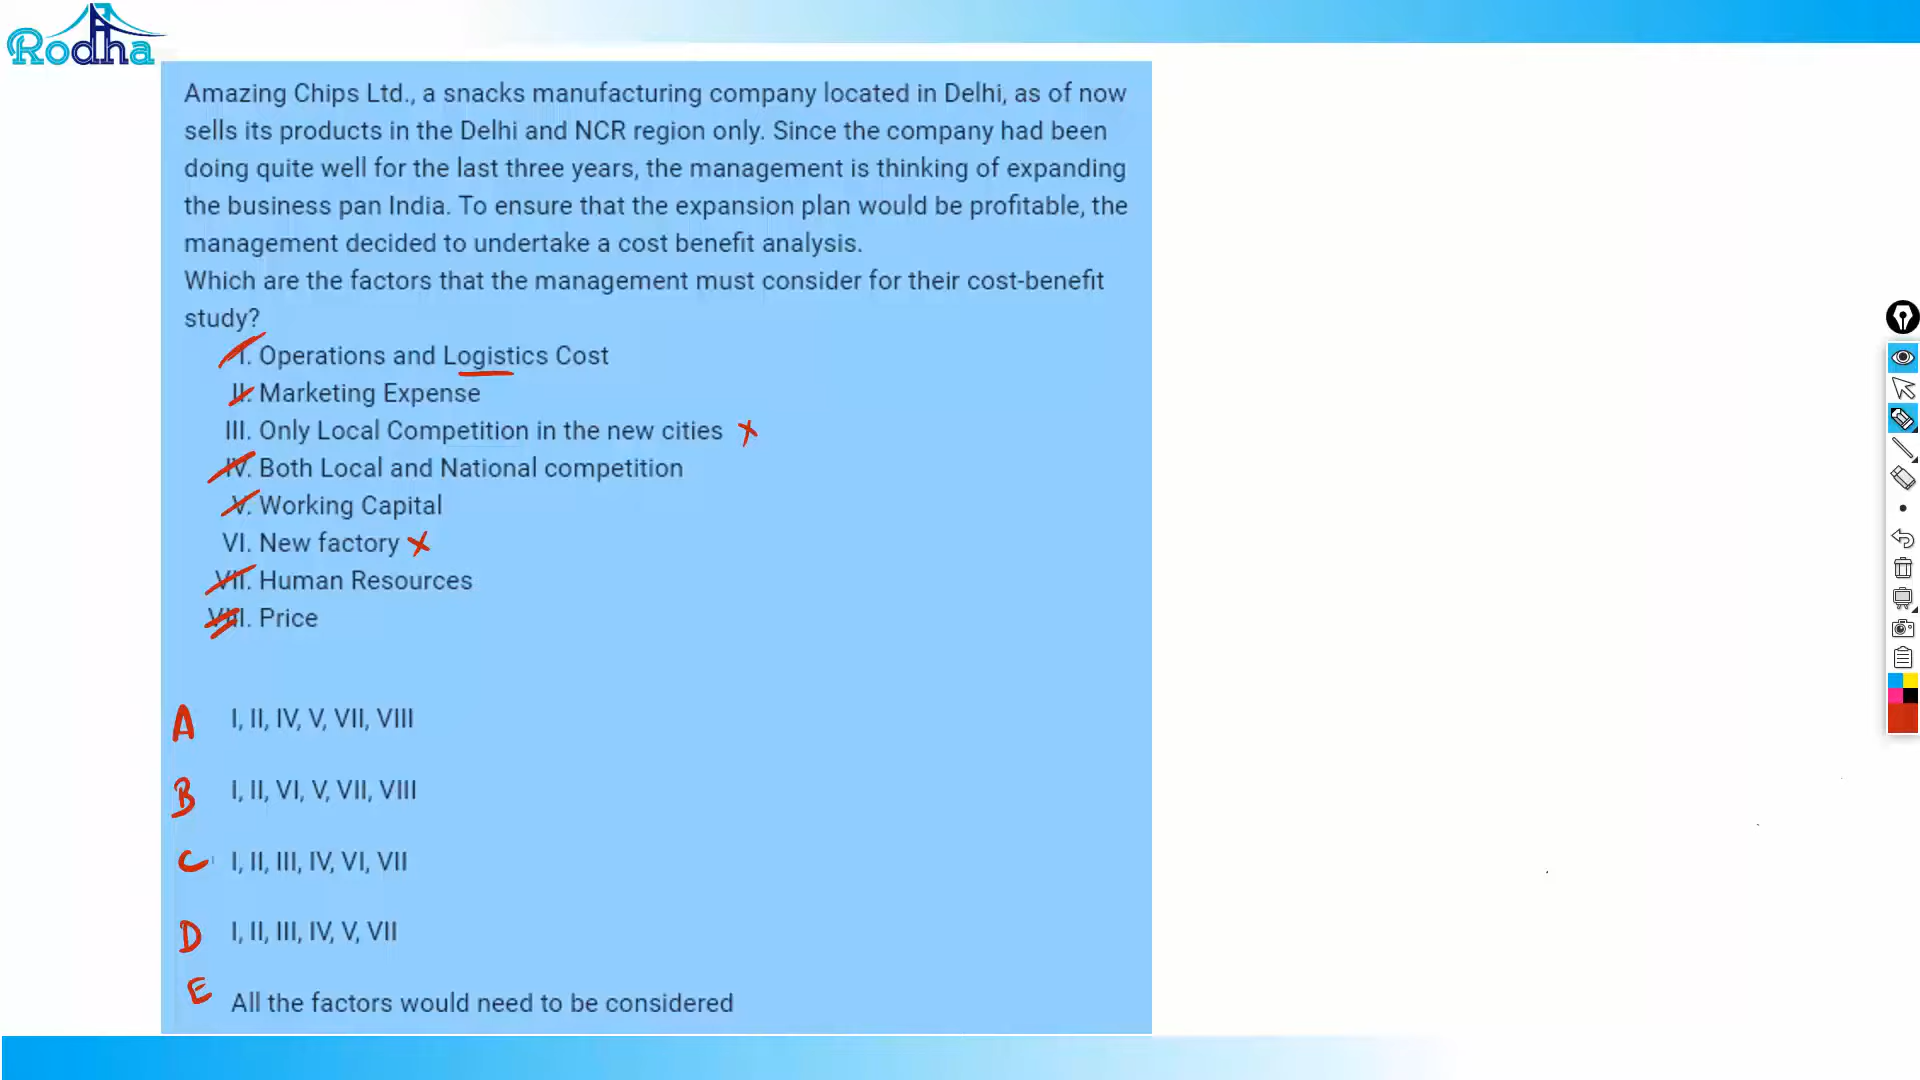 Rodha
Amazing Chips Ltd., a snacks manufacturing company located in Delhi, as of now
sells its products in the Delhi and NCR region only. Since the company had been
doing quite well for the last three years, the management is thinking of expanding
the business pan India. To ensure that the expansion plan would be profitable, the
management decided to undertake a cost benefit analysis.
Which are the factors that the management must consider for their cost-benefit
study?
I. Operations and Logistics Cost
II. Marketing Expense
III. Only Local Competition in the new cities
IV. Both Local and National competition
V. Working Capital
VI. New factory
VII. Human Resources
VIII. Price
A I, II, IV, V, VII, VIII
B I, II, VI, V, VII, VIII
C I, II, III, IV, VI, VII
D I, II, III, IV, V, VII
E All the factors would need to be considered